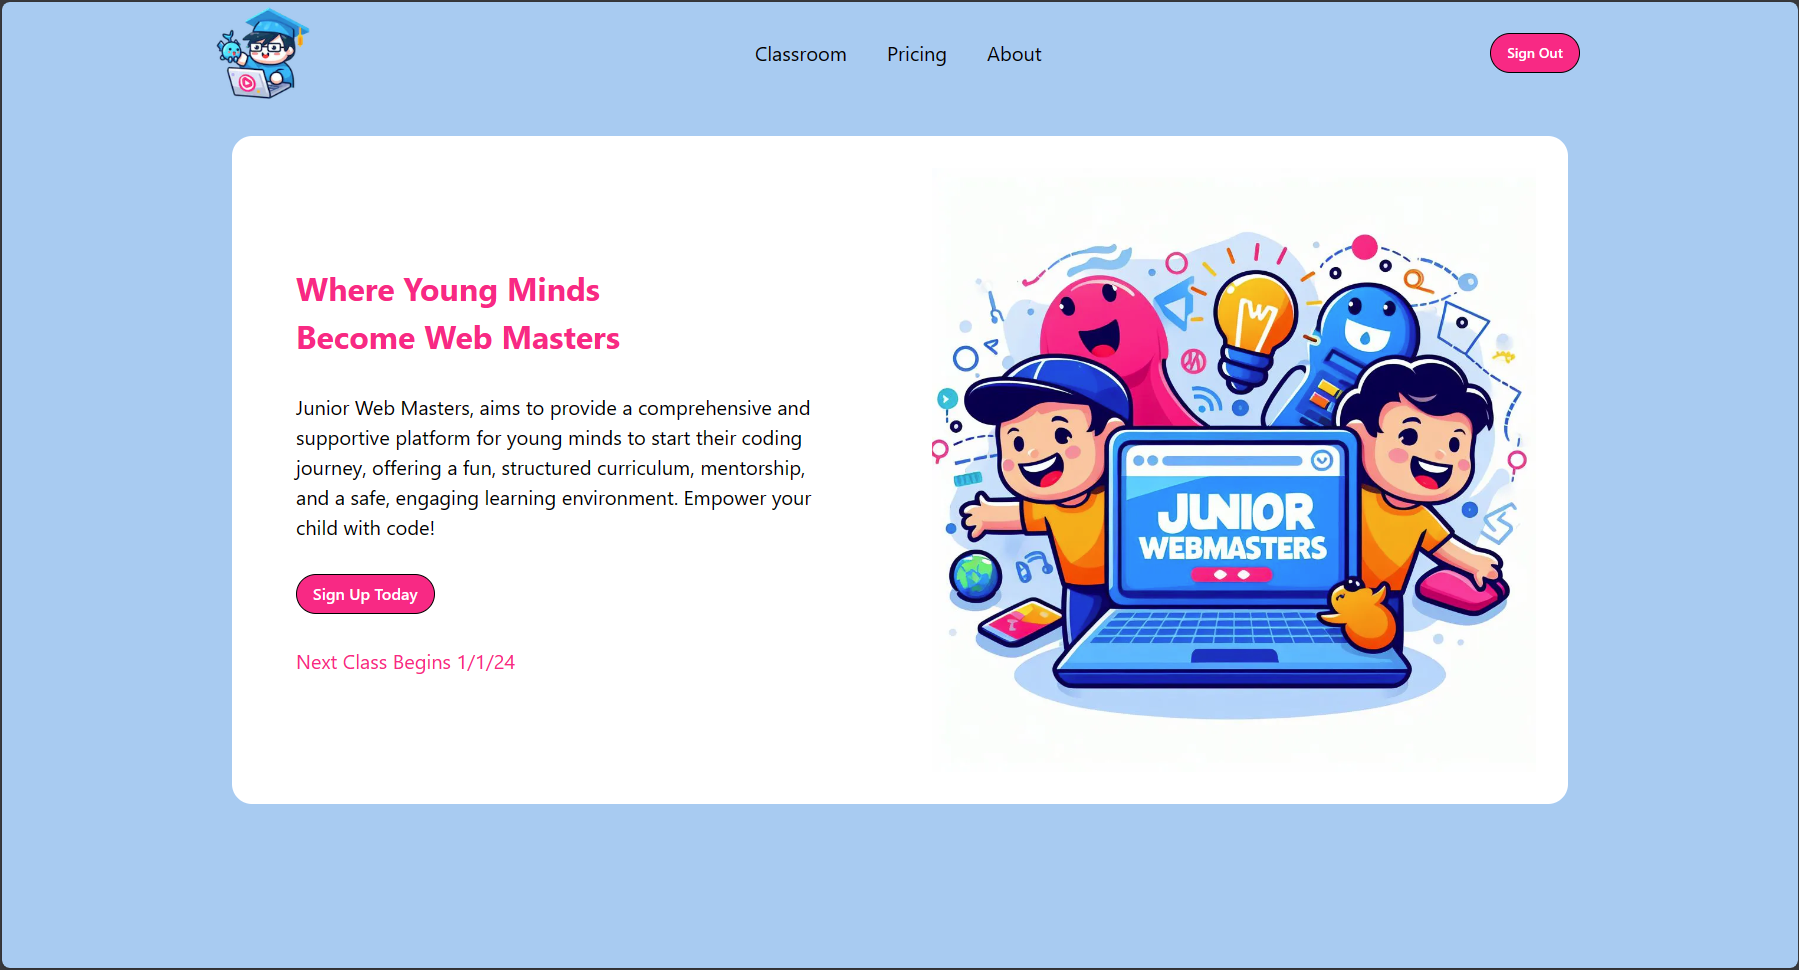 Classroom Pricing About
Sign Out
Where Young Minds
Become Web Masters
Junior Web Masters, aims to provide a comprehensive and
supportive platform for young minds to start their coding
journey, offering a fun, structured curriculum, mentorship,
and a safe, engaging learning environment. Empower your
child with code!
Sign Up Today
Next Class Begins 1/1/24
JUNIOR
WEBMASTERS